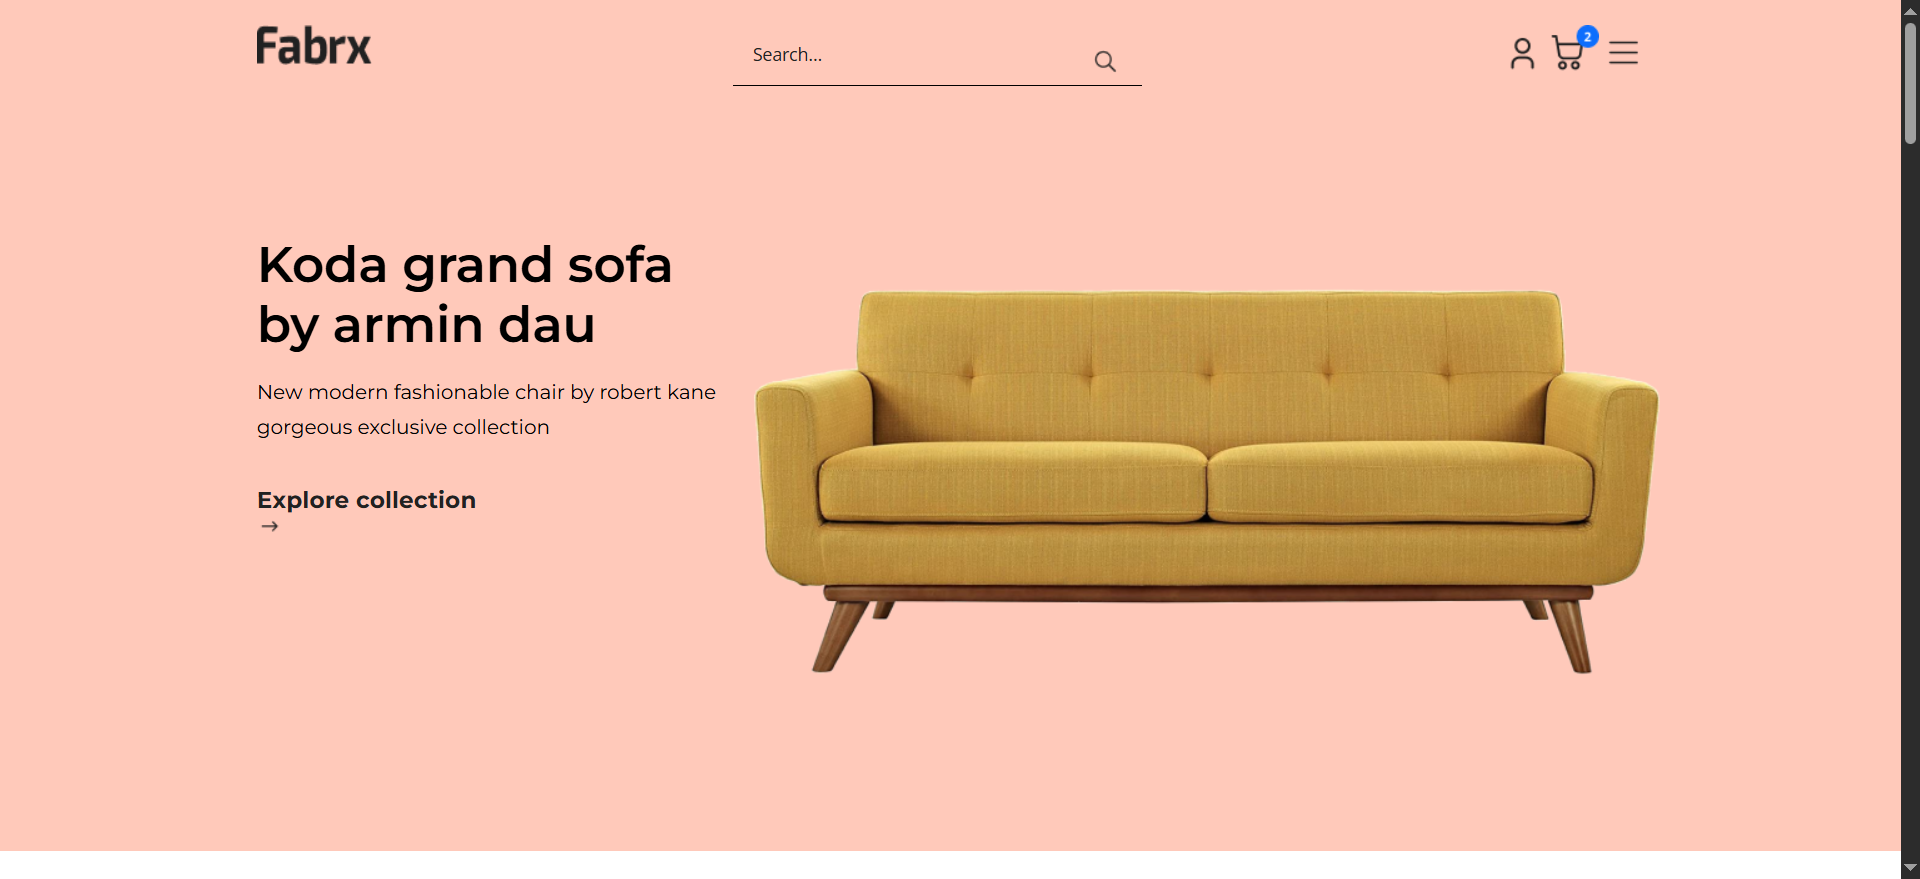 Fabrx
Search...
2
Koda grand sofa
by armin dau
New modern fashionable chair by robert kane
gorgeous exclusive collection
Explore collection
→